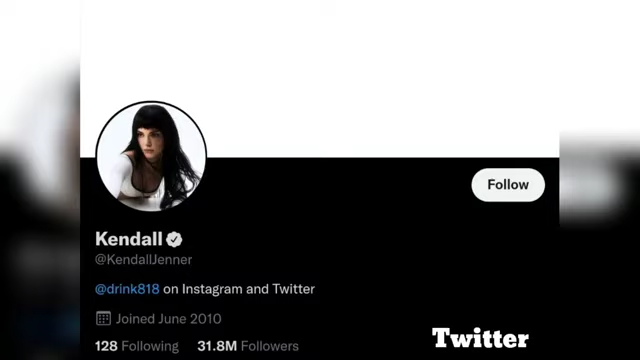 Follow
Kendall
@KendallJenner
@drink818 on Instagram and Twitter
Joined June 2010
128 Following 31.8M Followers
Twitter